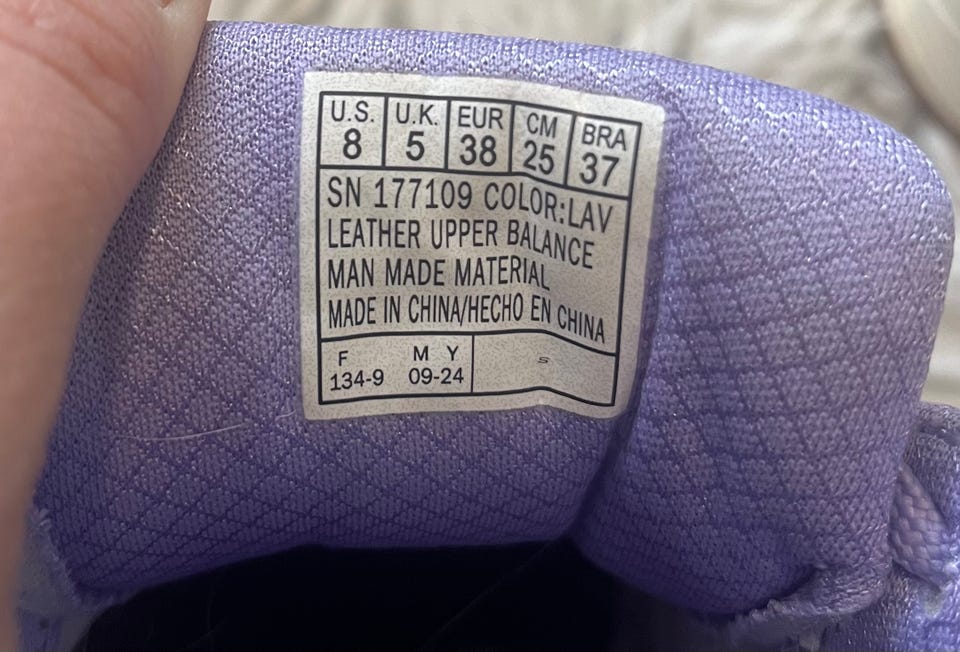 U.S. U.K. EUR CM BRA
8 5 38 25 37
SN 177109 COLOR:LAV
LEATHER UPPER BALANCE
MAN MADE MATERIAL
MADE IN CHINA/HECHO EN CHINA
F M Y S
134-9 09-24